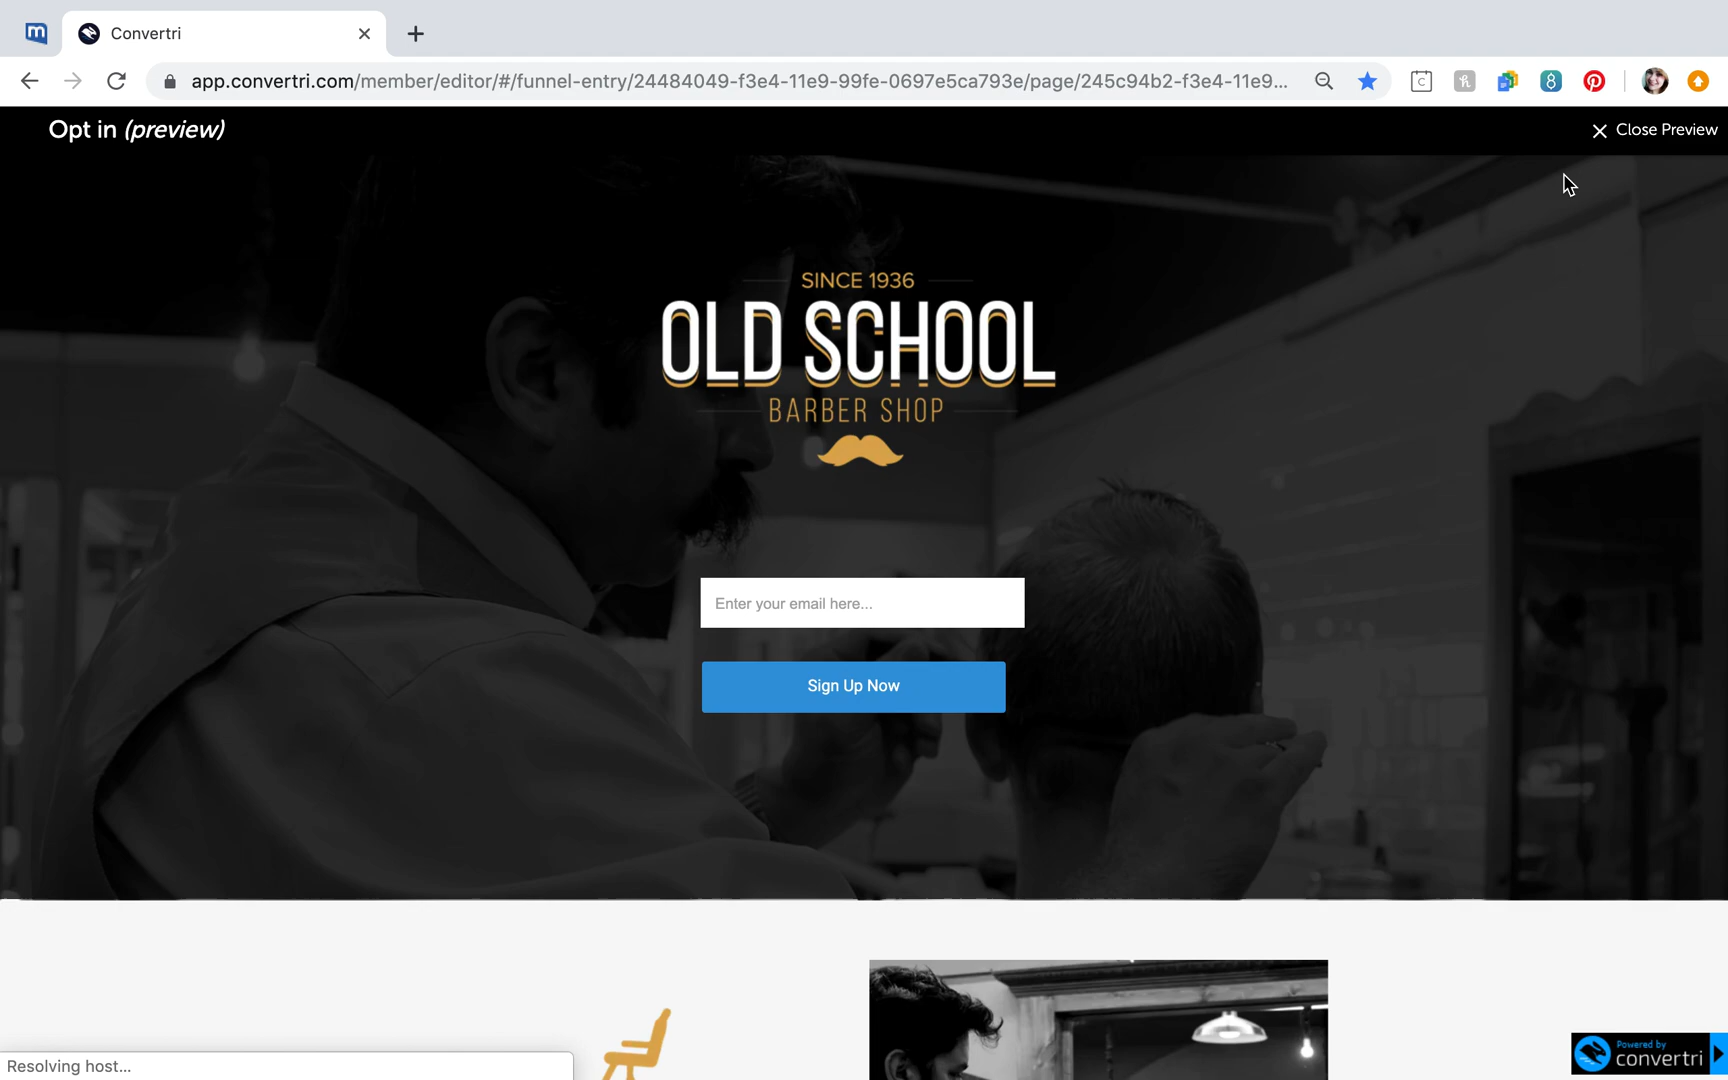 Convertri
app.convertri.com/member/editor/#/funnel-entry/24484049-f3e4-11e9-99fe-0697e5ca793e/page/245c94b2-f3e4-11e9...
Opt in (preview)
Close Preview
SINCE 1936
OLD SCHOOL
BARBER SHOP
Enter your email here...
Sign Up Now
Resolving host...
Powered by
convertri